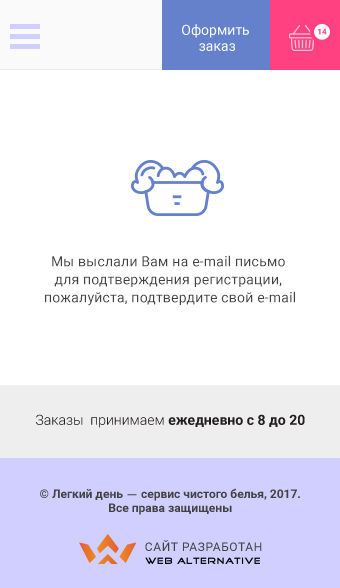 Оформить
заказ
14
Мы выслали Вам на e-mail письмо
для подтверждения регистрации,
пожалуйста, подтвердите свой e-mail
Заказы принимаем ежедневно с 8 до 20
© Легкий день — сервис чистого белья, 2017.
Все права защищены
САЙТ РАЗРАБОТАН
WEB ALTERNATIVE